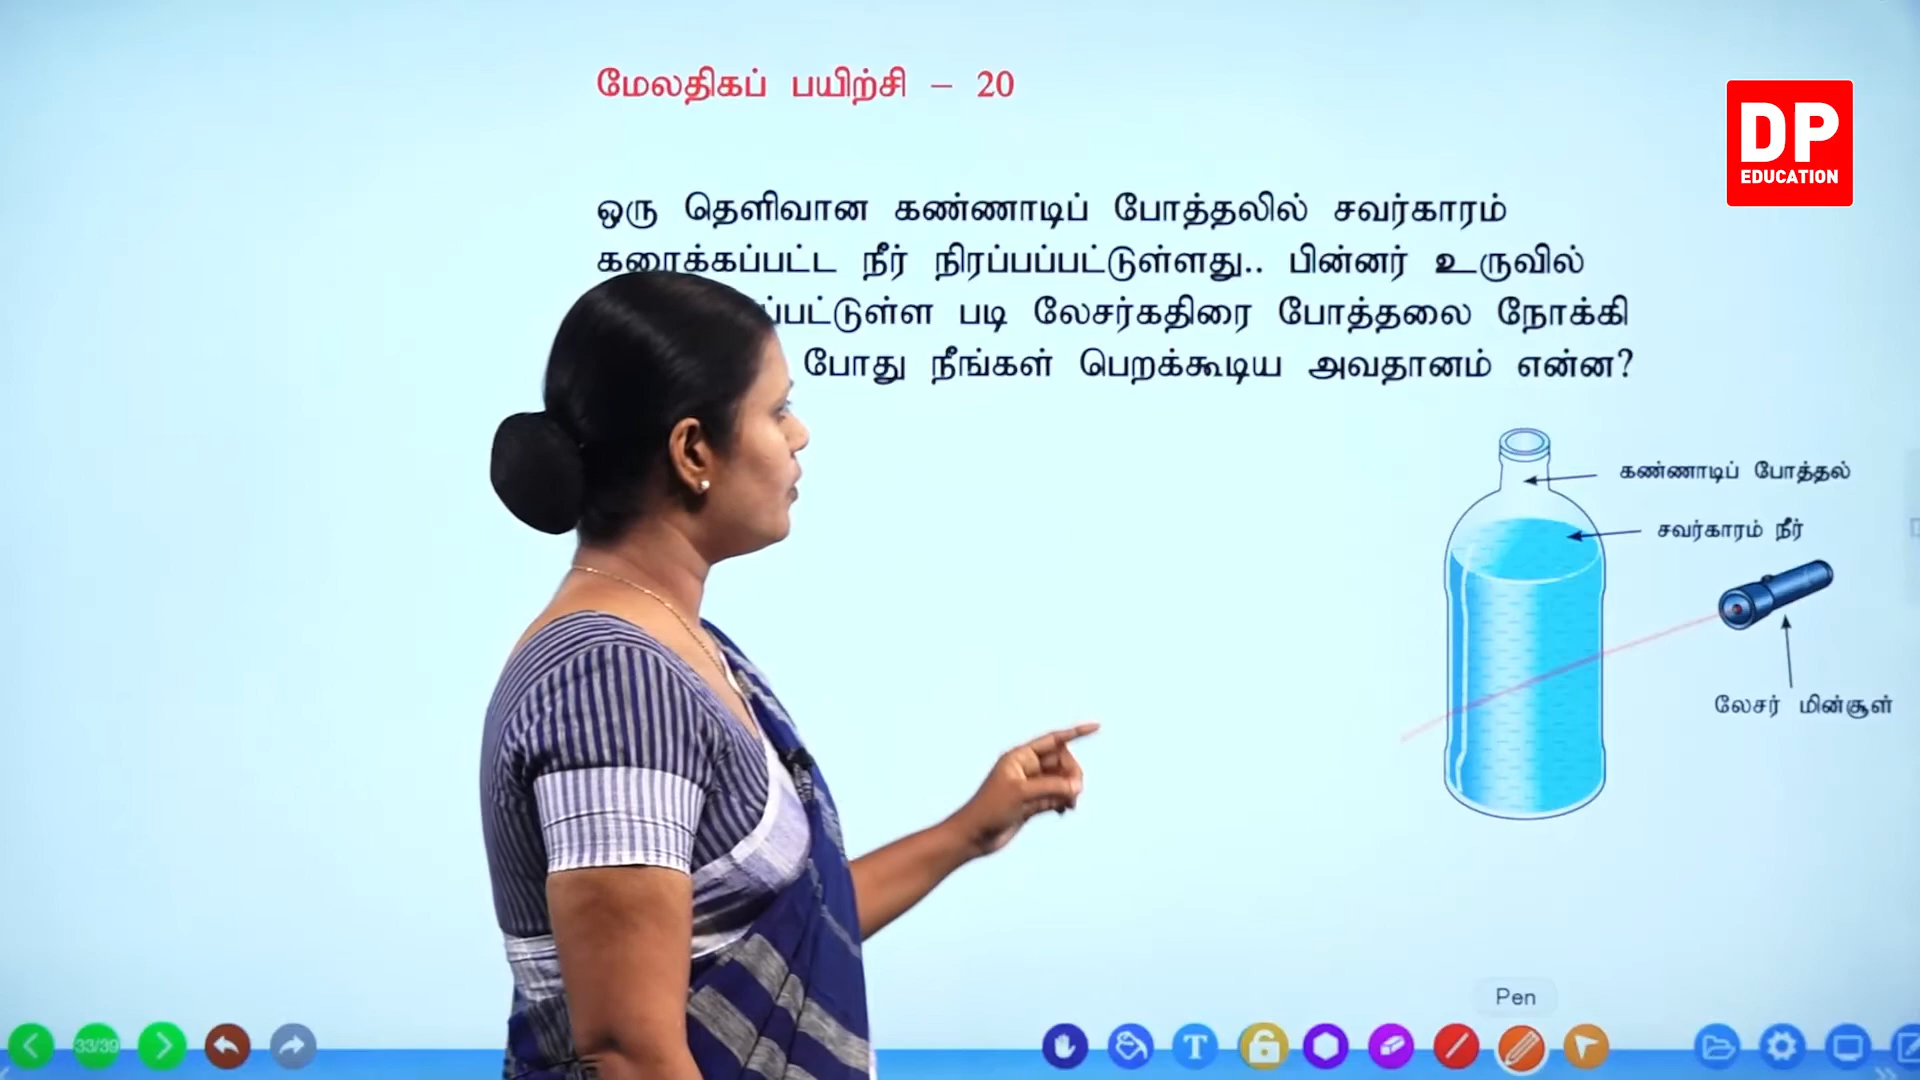 மேலதிகப் பயிற்சி – 20
DP
EDUCATION
ஒரு தெளிவான கண்ணாடிப் போத்தலில் சவர்காரம்
கரைக்கப்பட்ட நீர் நிரப்பப்பட்டுள்ளது.. பின்னர் உருவில்
படி லேசர்கதிரை போத்தலை நோக்கி
போது நீங்கள் பெறக்கூடிய அவதானம் என்ன?
கண்ணாடிப் போத்தல்
சவர்காரம் நீர்
லேசர் மின்சூள்
Pen
33/39
T